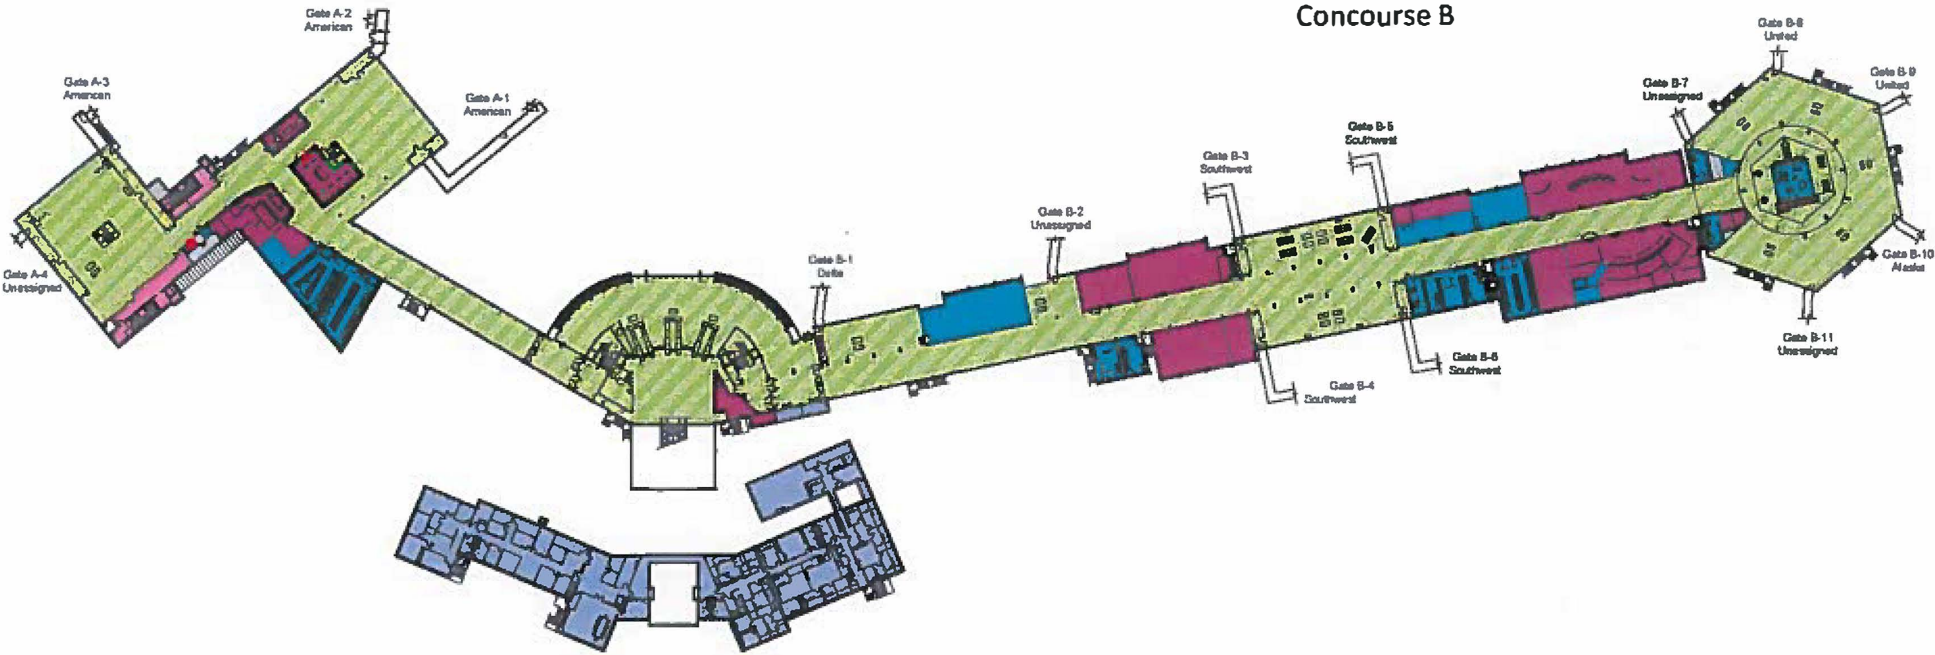 Concourse B
Gate A-2
American
Gate A-3
American
Gate A-1
American
Gate A-4
Unassigned
Gate B-1
Delta
Gate B-2
Unassigned
Gate B-3
Southwest
Gate B-5
Southwest
Gate B-7
Unassigned
Gate B-8
United
Gate B-9
United
Gate B-10
Alaska
Gate B-11
Unassigned
Gate B-6
Southwest
Gate B-4
Southwest